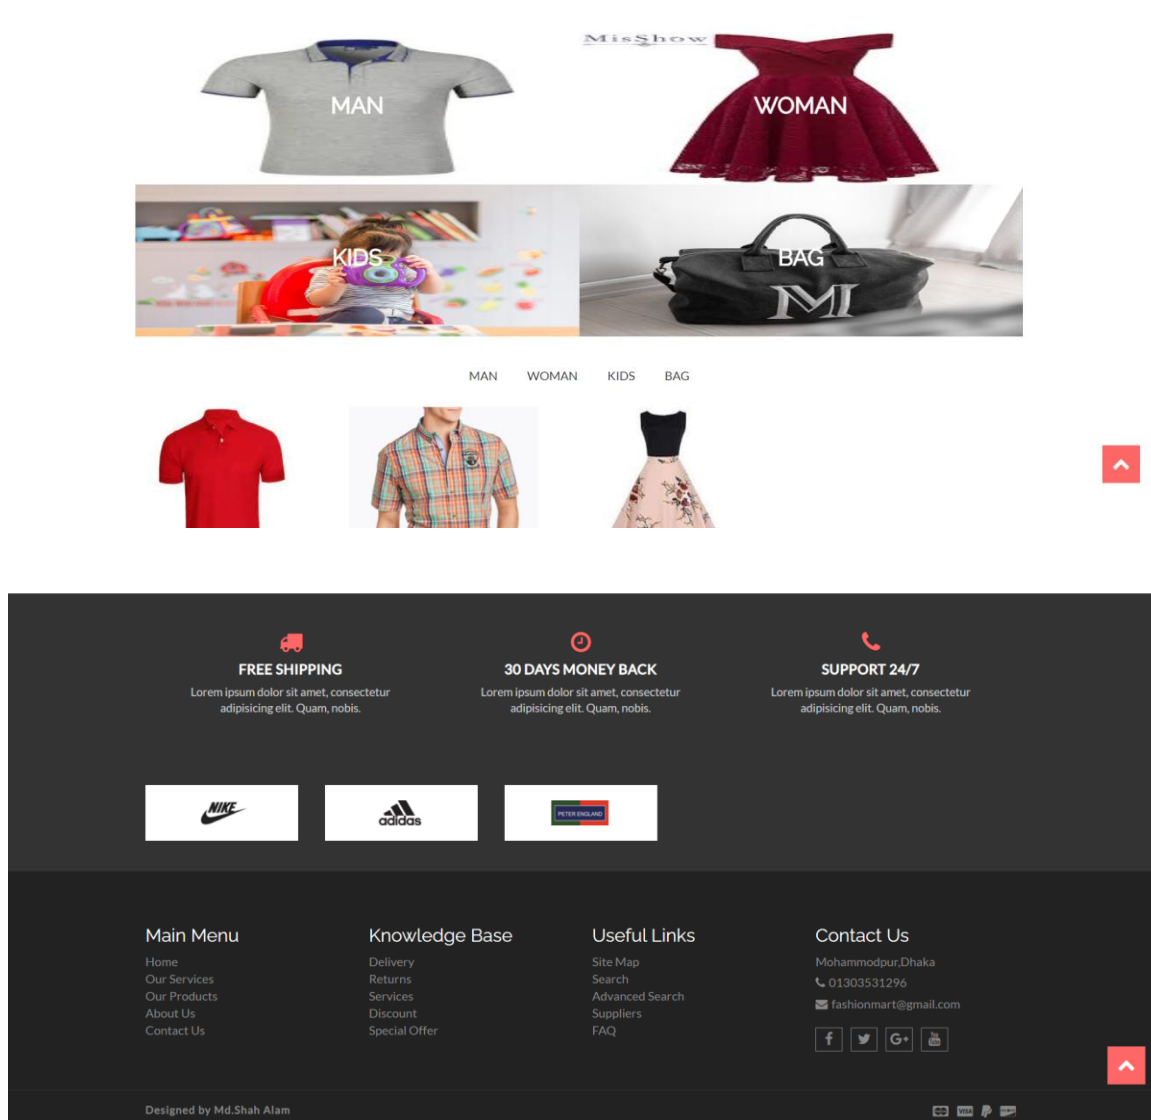 MisShow
MAN
WOMAN
KIDS
BAG
M
MAN WOMAN KIDS BAG
FREE SHIPPING
Lorem ipsum dolor sit amet, consectetur
adipisicing elit. Quam, nobis.
30 DAYS MONEY BACK
Lorem ipsum dolor sit amet, consectetur
adipisicing elit. Quam, nobis.
SUPPORT 24/7
Lorem ipsum dolor sit amet, consectetur
adipisicing elit. Quam, nobis.
NIKE
adidas
PETER ENGLAND
Main Menu
Home
Our Services
Our Products
About Us
Contact Us
Knowledge Base
Delivery
Returns
Services
Discount
Special Offer
Useful Links
Site Map
Search
Advanced Search
Suppliers
FAQ
Contact Us
Mohammodpur,Dhaka
01303531296
fashionmart@gmail.com
Designed by Md.Shah Alam
VISA